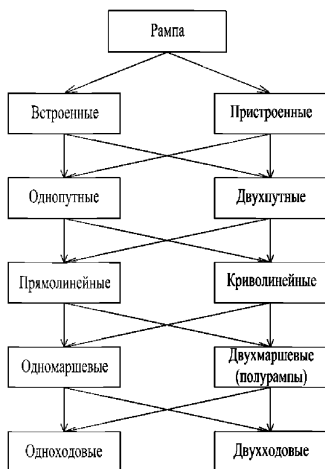 Рампа
Встроенные
Пристроенные
Однопутные
Двухпутные
Прямолинейные
Криволинейные
Одномаршевые
Двухмаршевые
(полурампы)
Одноходовые
Двухходовые